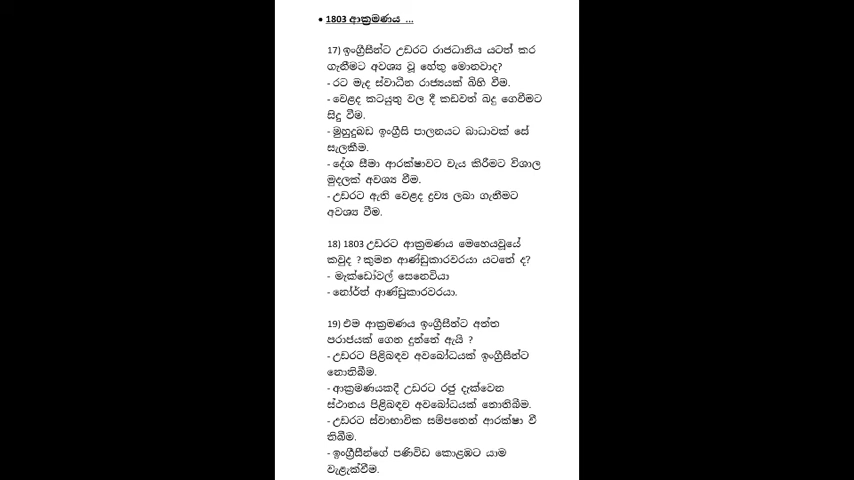 • 1803 ආක්‍රමණය ...
17) ඉංග්‍රීසීන්ට උඩරට රාජධානිය යටත් කර
ගැනීමට අවශ්‍ය වූ හේතු මොනවාද?
- රට මැද ස්වාධීන රාජ්‍යයක් බිහි වීම.
- වෙළඳ කටයුතු වල දී කඩවත් බදු ගෙවීමට
සිදු වීම.
- මුහුදුබඩ ඉංග්‍රීසි පාලනයට බාධාවක් සේ
සැලකීම.
- දේශ සීමා ආරක්ෂාවට වැය කිරීමට විශාල
මුදලක් අවශ්‍ය වීම.
- උඩරට ඇති වෙළඳ ද්‍රව්‍ය ලබා ගැනීමට
අවශ්‍ය වීම.
18) 1803 උඩරට ආක්‍රමණය මෙහෙයවූයේ
කවුද ? කුමන ආණ්ඩුකාරවරයා යටතේ ද?
- මැක්ඩෝවල් සෙනෙවියා
- නෝර්ත් ආණ්ඩුකාරවරයා.
19) එම ආක්‍රමණය ඉංග්‍රීසීන්ට අන්ත
පරාජයක් ගෙන දුන්නේ ඇයි ?
- උඩරට පිළිබඳව අවබෝධයක් ඉංග්‍රීසීන්ට
නොතිබීම.
- ආක්‍රමණයකදී උඩරට රජු දැක්වෙන
ස්ථානය පිළිබඳව අවබෝධයක් නොතිබීම.
- උඩරට ස්වාභාවික සම්පතෙන් ආරක්ෂා වී
තිබීම.
- ඉංග්‍රීසීන්ගේ පණිවිඩ කොළඹට යාම
වැළැක්වීම.